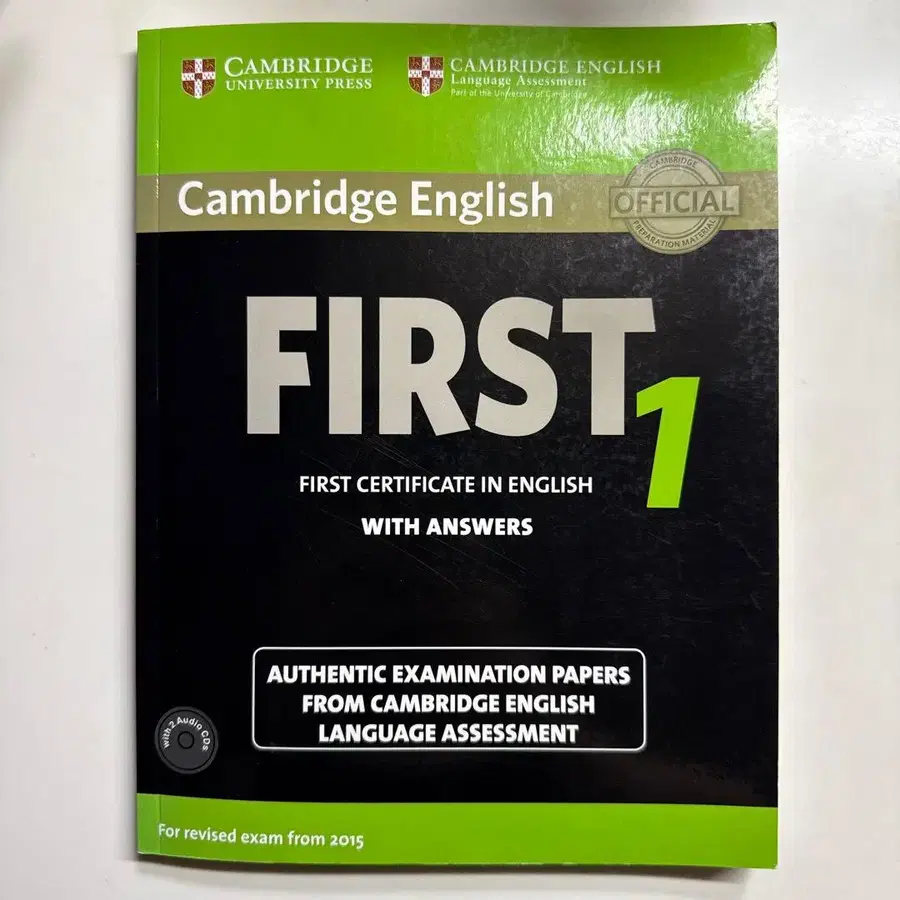 CAMBRIDGE
UNIVERSITY PRESS
CAMBRIDGE ENGLISH
Language Assessment
Part of the University of Cambridge
Cambridge English
CAMBRIDGE
OFFICIAL
PREPARATION MATERIAL
FIRST 1
FIRST CERTIFICATE IN ENGLISH
WITH ANSWERS
AUTHENTIC EXAMINATION PAPERS
FROM CAMBRIDGE ENGLISH
LANGUAGE ASSESSMENT
with 2 Audio CDs
For revised exam from 2015